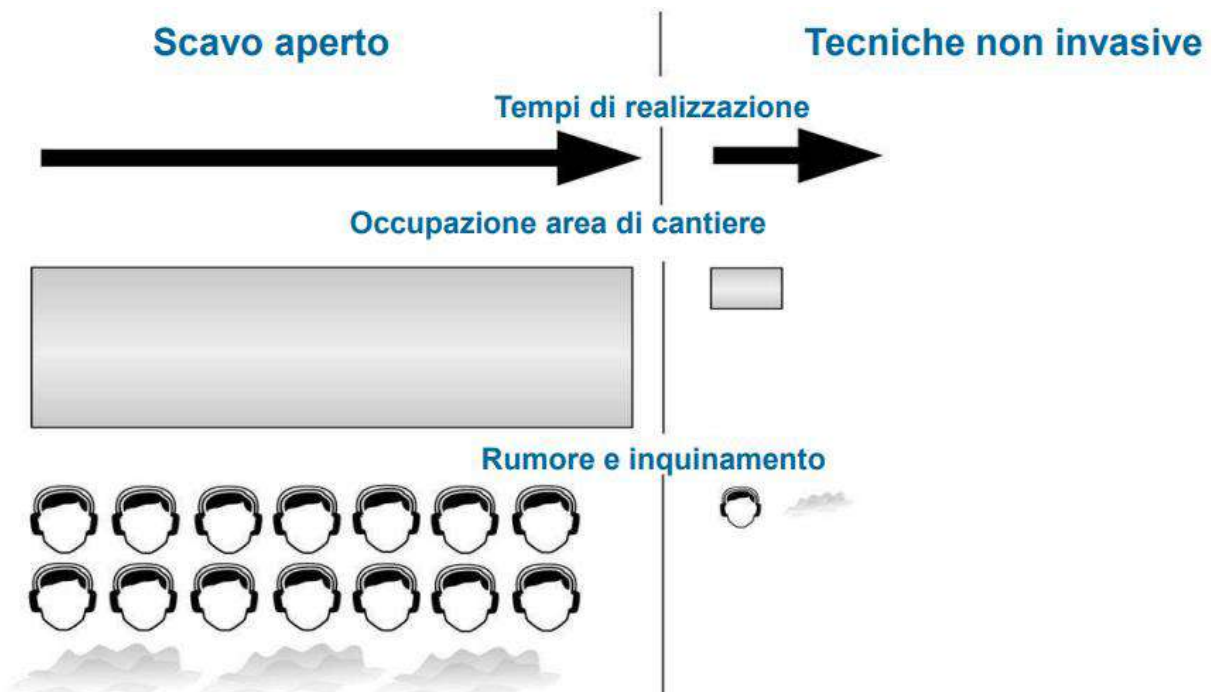 Scavo aperto
Tecniche non invasive
Tempi di realizzazione
Occupazione area di cantiere
Rumore e inquinamento